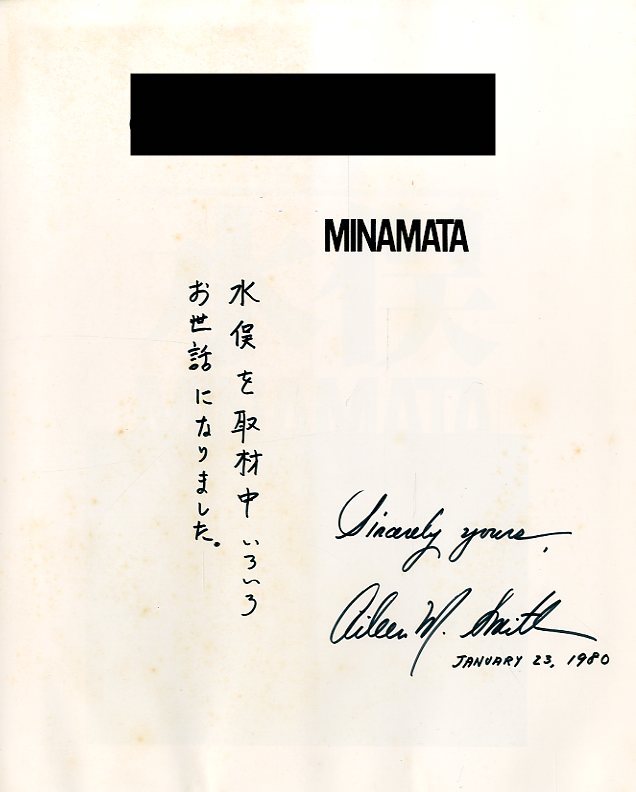 MINAMATA
水俣を取材中いろいろ
お世話になりました。
Sincerely yours,
Aileen M. Smith
JANUARY 23, 1980